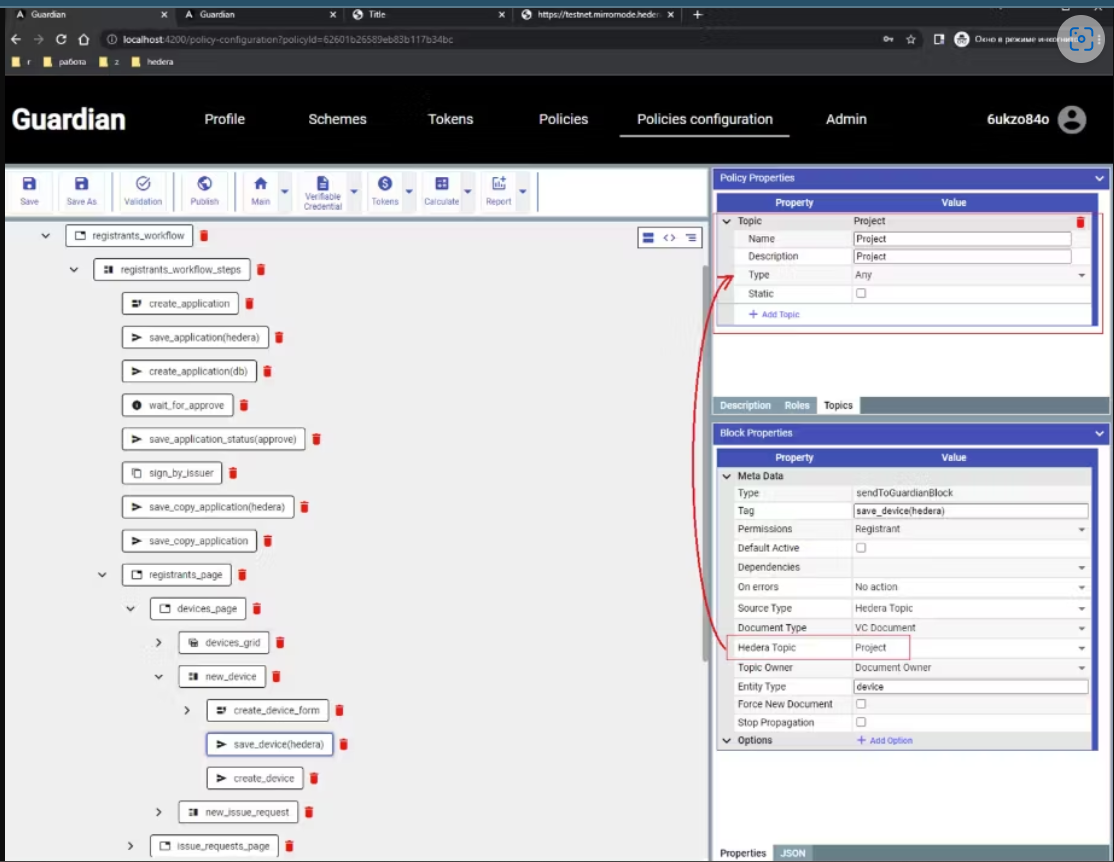 Guardian
Guardian
Title
https://testnet.mirrornode.heder
localhost:4200/policy-configuration?policyId=62601b26589eb83b117b34bc
Окно в режиме инкогнито
r работа z hedera
Guardian Profile Schemes Tokens Policies Policies configuration Admin 6ukzo84o
Save Save As Validation Publish Main Verifiable Credential Tokens Calculate Report
registrants_workflow
registrants_workflow_steps
create_application
save_application(hedera)
create_application(db)
wait_for_approve
save_application_status(approve)
sign_by_issuer
save_copy_application(hedera)
save_copy_application
registrants_page
devices_page
devices_grid
new_device
create_device_form
save_device(hedera)
create_device
new_issue_request
issue_requests_page
Policy Properties
Property Value
Topic Project
Name Project
Description Project
Type Any
Static
+ Add Topic
Description Roles Topics
Block Properties
Property Value
Meta Data
Type sendToGuardianBlock
Tag save_device(hedera)
Permissions Registrant
Default Active
Dependencies
On errors No action
Source Type Hedera Topic
Document Type VC Document
Hedera Topic Project
Topic Owner Document Owner
Entity Type device
Force New Document
Stop Propagation
Options + Add Option
Properties JSON